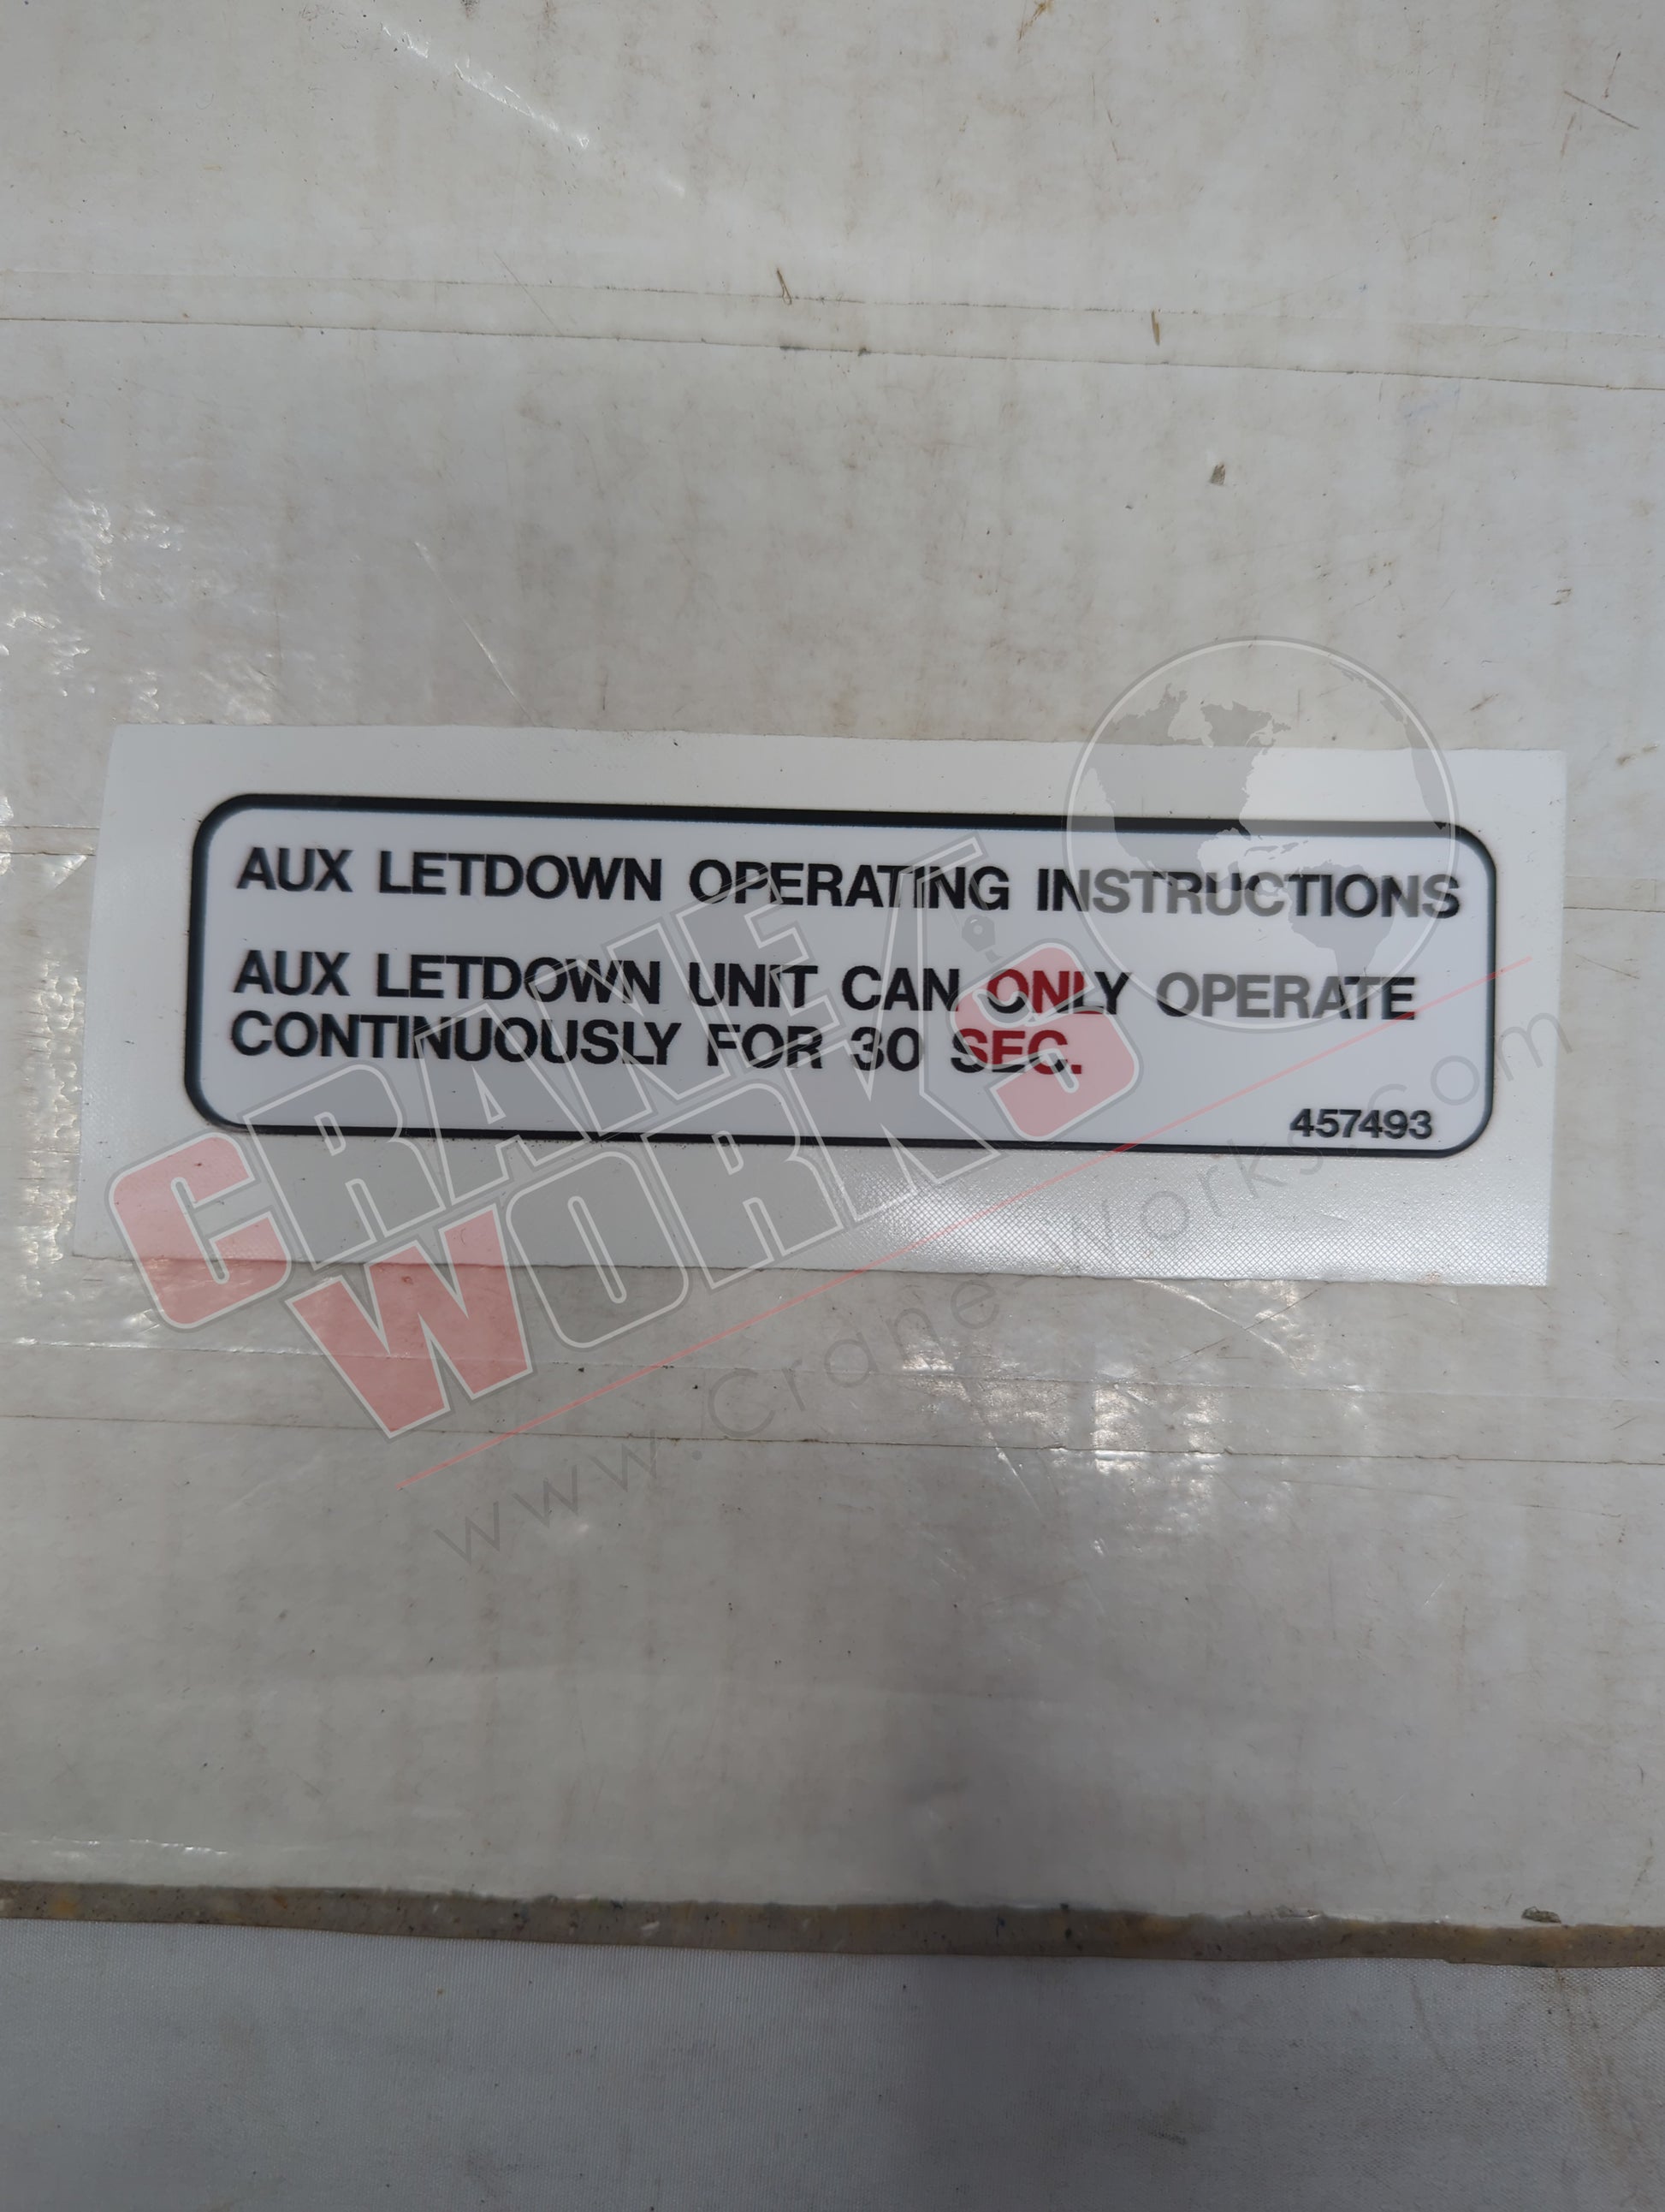 AUX LETDOWN OPERATING INSTRUCTIONS
AUX LETDOWN UNIT CAN ONLY OPERATE
CONTINUOUSLY FOR 30 SEC.
457493
CRANE
WORKS
www.CraneWorks.com